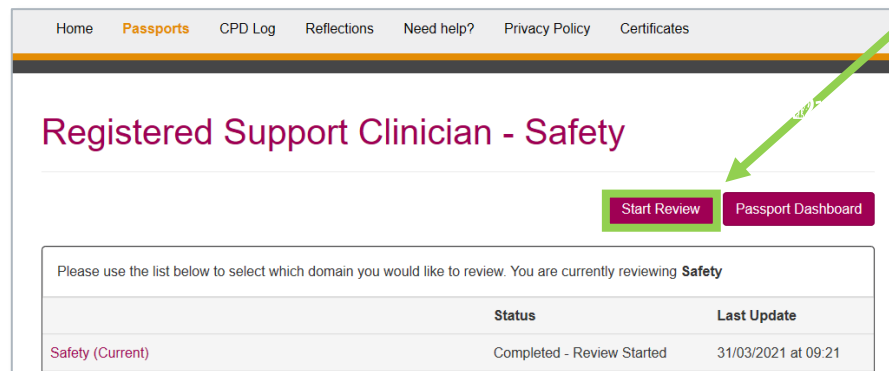 Home Passports CPD Log Reflections Need help? Privacy Policy Certificates
Registered Support Clinician - Safety
Start Review Passport Dashboard
Please use the list below to select which domain you would like to review. You are currently reviewing Safety
Status Last Update
Safety (Current) Completed - Review Started 31/03/2021 at 09:21